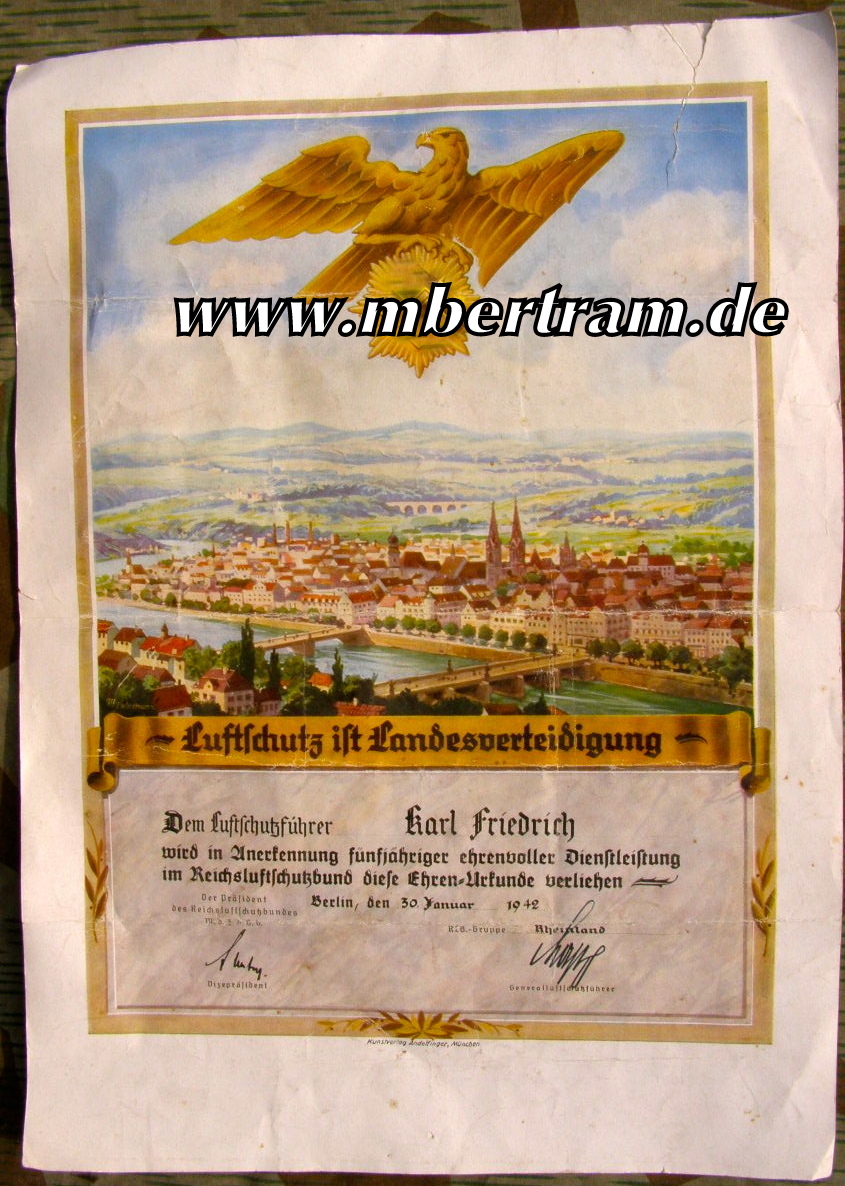 www.mbertram.de
Luftschutz ist Landesverteidigung
Dem Luftschutzführer Karl Friedrich
wird in Anerkennung fünfjähriger ehrenvoller Dienstleistung
im Reichsluftschutzbund diese Ehren-Urkunde verliehen
Der Präsident
des Reichsluftschutzbundes
M. d. F. d. G. b.
Berlin, den 30. Januar 1942
R.L.B.-Gruppe Rheinland
Vizepräsident
Generalluftschutzführer
Kunstverlag Andelfinger, München